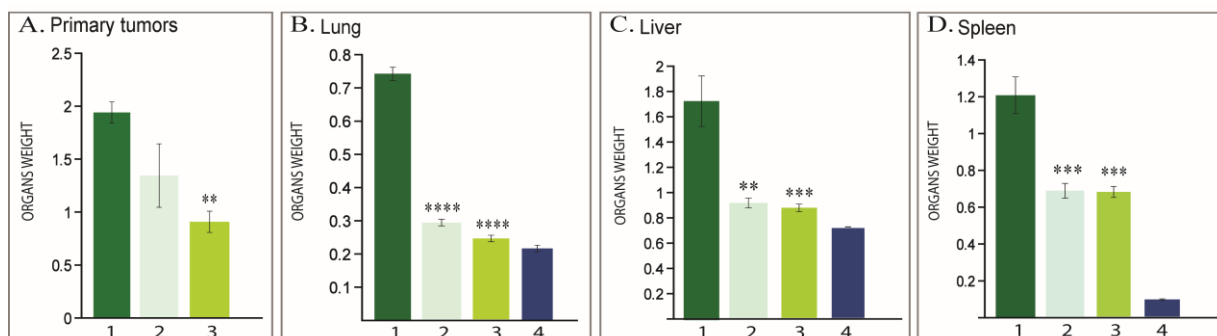 A. Primary tumors
ORGANS WEIGHT
2.5
2
1.5
1
0.5
0
**
1 2 3
B. Lung
ORGANS WEIGHT
0.8
0.7
0.6
0.5
0.4
0.3
0.2
0.1
**** ****
1 2 3 4
C. Liver
ORGANS WEIGHT
2
1.8
1.6
1.4
1.2
1
0.8
0.6
0.4
0.2
** ***
1 2 3 4
D. Spleen
ORGANS WEIGHT
1.4
1.2
1
0.8
0.6
0.4
0.2
*** ***
1 2 3 4